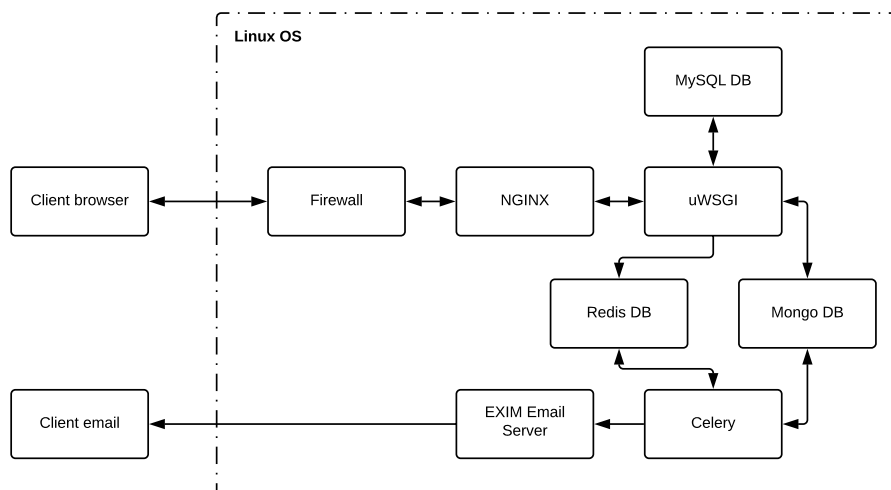 Linux OS
MySQL DB
Client browser
Firewall
NGINX
uWSGI
Redis DB
Mongo DB
Client email
EXIM Email
Server
Celery